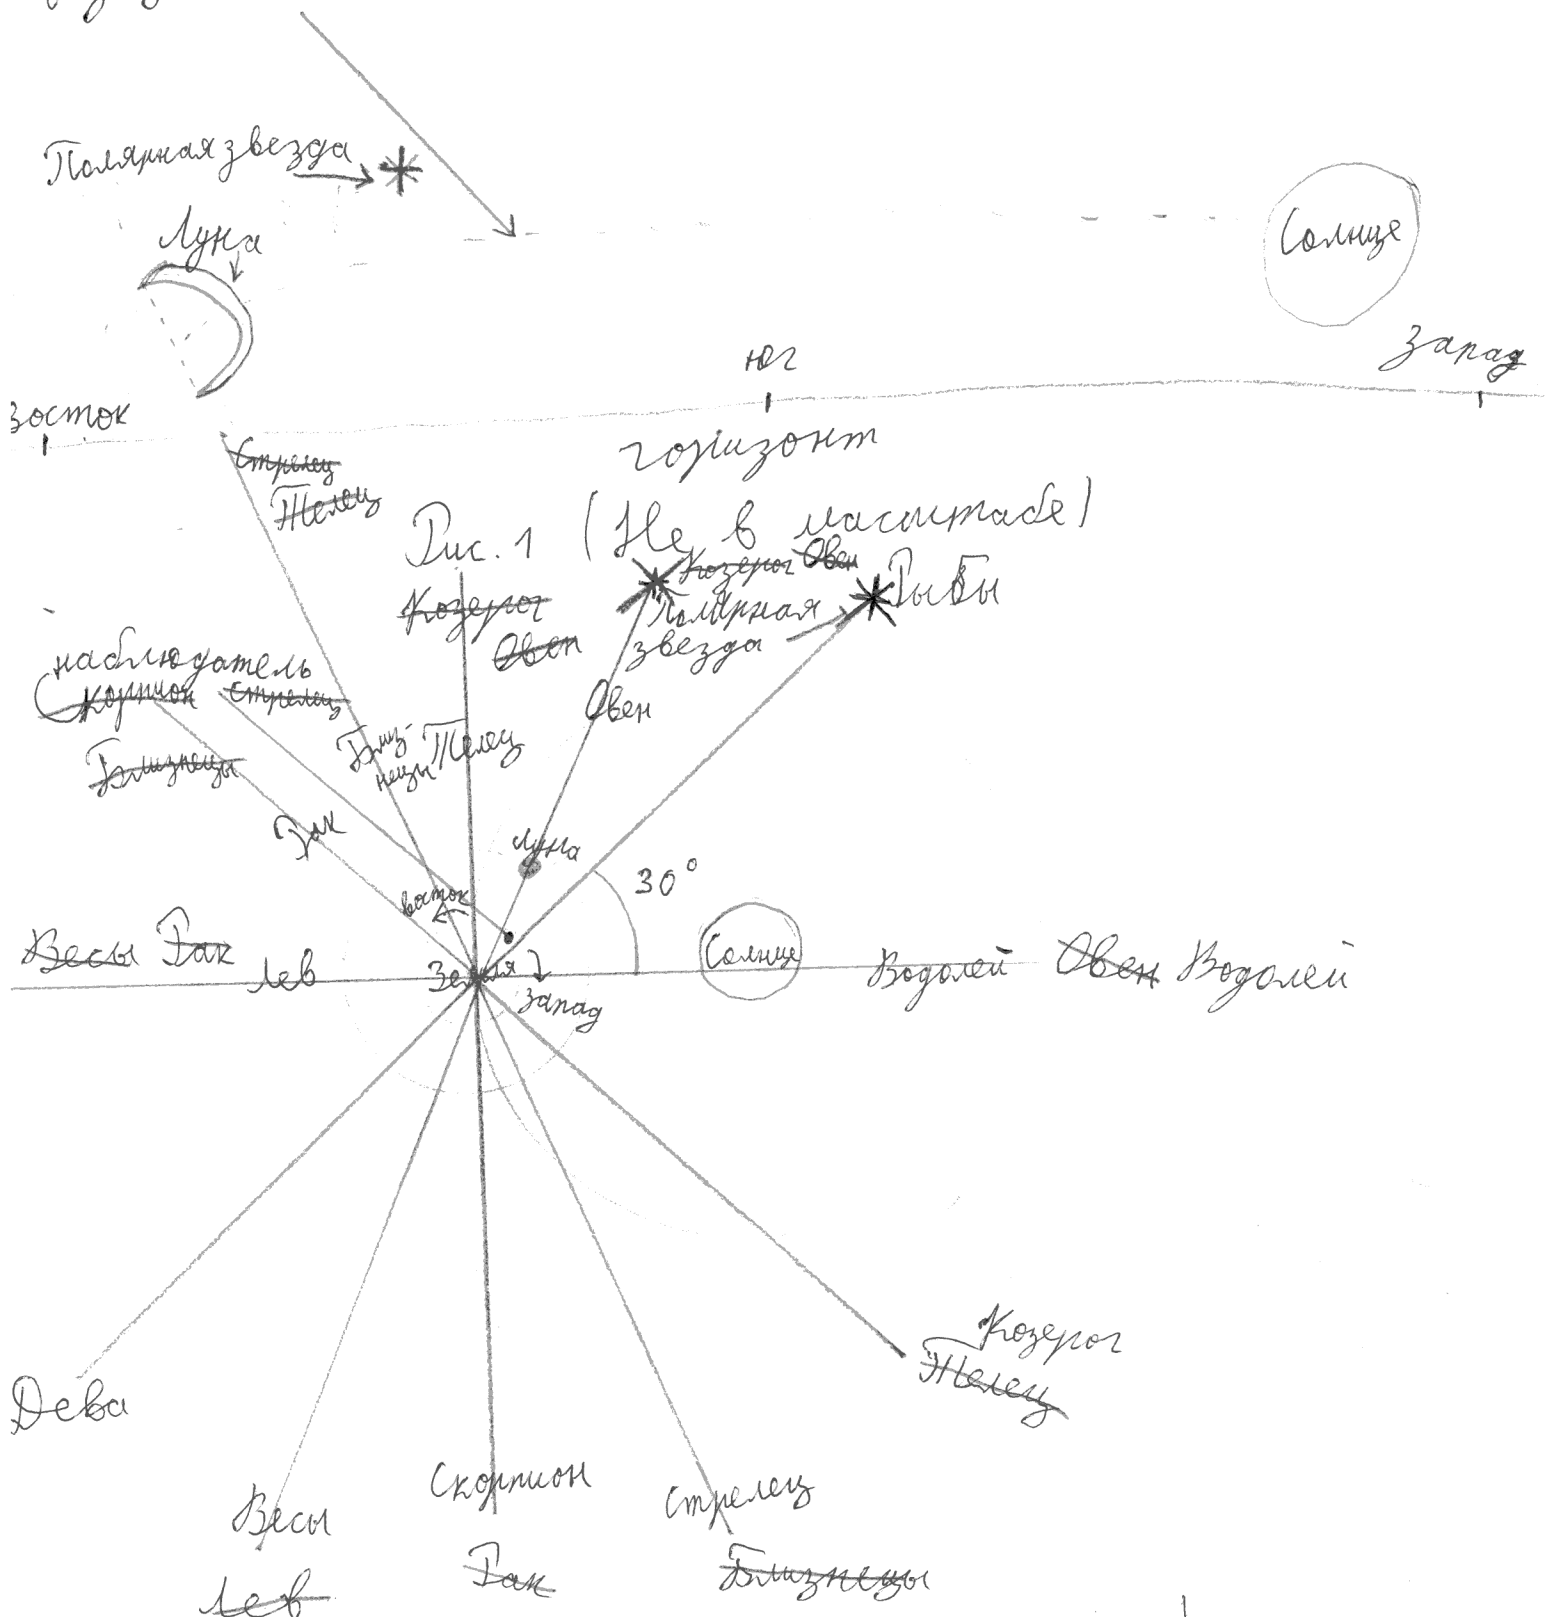 Полярная звезда
Солнце
Луна
Юг
запад
восток
горизонт
Стрелец
Телец
Рис. 1 (Не в масштабе)
Козерог Овен
Рыбы
Козерог
Полярная
звезда
Овен
наблюдатель
Скорпион Стрелец
Овен
Близ-
нецы
Телец
Близнецы
Рак
Луна
30°
восток
Весы Рак
Лев
Земля
Солнце
Водолей Овен Водолей
запад
Козерог
Телец
Дева
Скорпион
Стрелец
Весы
Рак
Близнецы
Лев